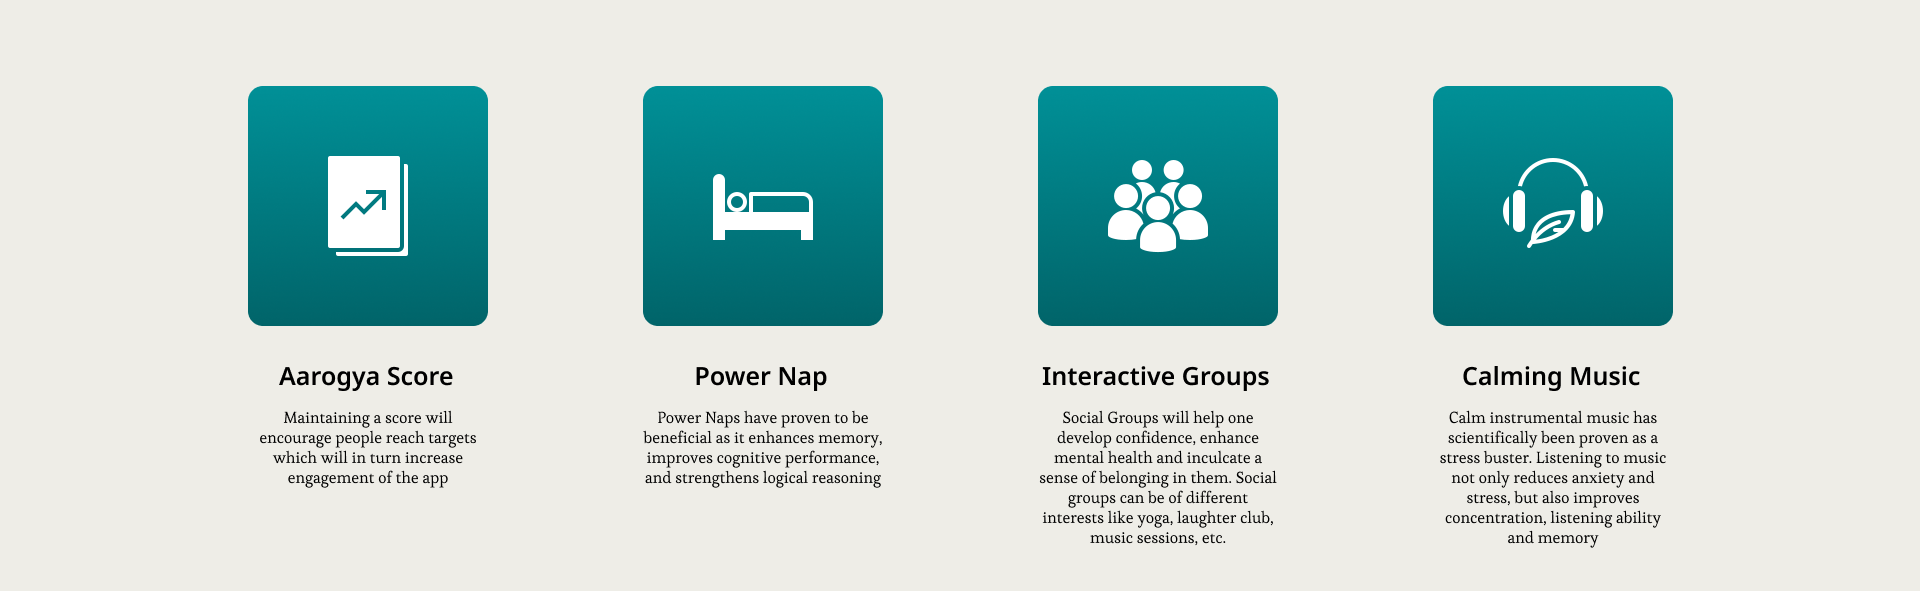 Aarogya Score
Maintaining a score will
encourage people reach targets
which will in turn increase
engagement of the app
Power Nap
Power Naps have proven to be
beneficial as it enhances memory,
improves cognitive performance,
and strengthens logical reasoning
Interactive Groups
Social Groups will help one
develop confidence, enhance
mental health and inculcate a
sense of belonging in them. Social
groups can be of different
interests like yoga, laughter club,
music sessions, etc.
Calming Music
Calm instrumental music has
scientifically been proven as a
stress buster. Listening to music
not only reduces anxiety and
stress, but also improves
concentration, listening ability
and memory